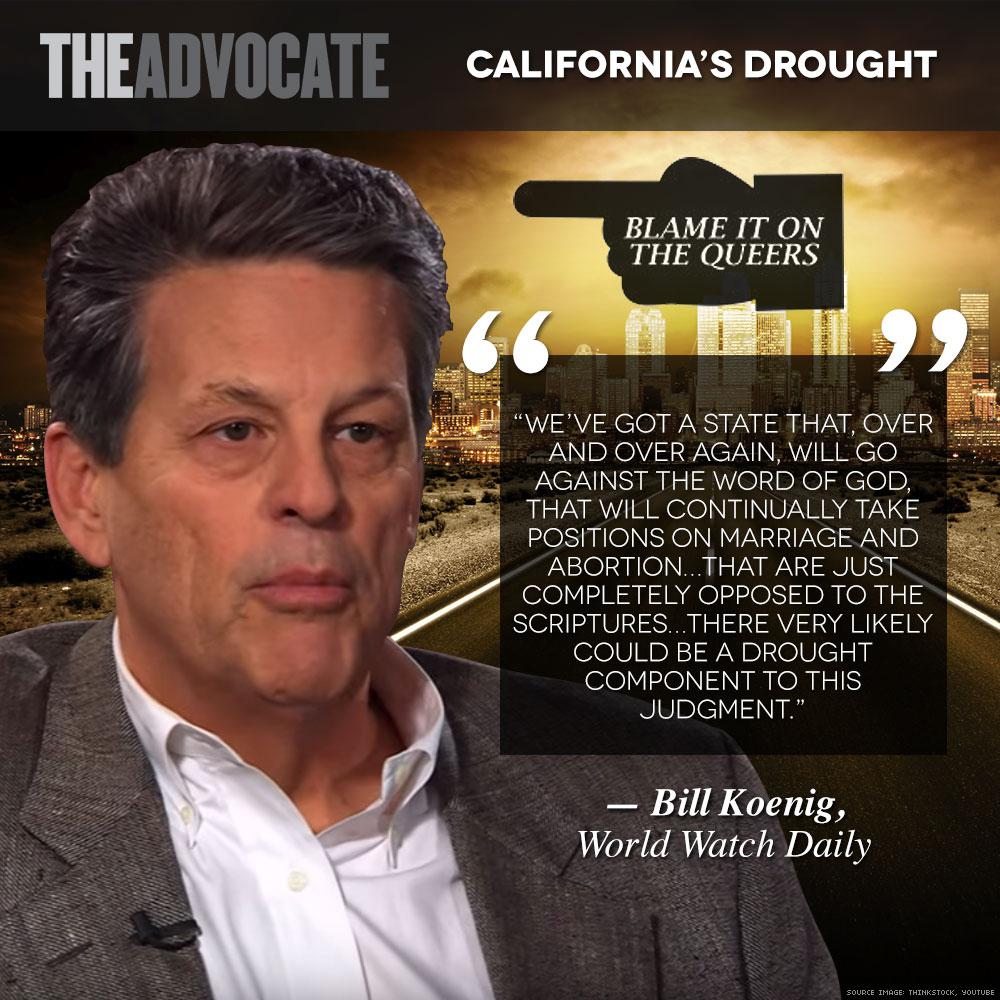 THEADVOCATE
CALIFORNIA'S DROUGHT
BLAME IT ON
THE QUEERS
“ ”
“WE'VE GOT A STATE THAT, OVER
AND OVER AGAIN, WILL GO
AGAINST THE WORD OF GOD,
THAT WILL CONTINUALLY TAKE
POSITIONS ON MARRIAGE AND
ABORTION...THAT ARE JUST
COMPLETELY OPPOSED TO THE
SCRIPTURES...THERE VERY LIKELY
COULD BE A DROUGHT
COMPONENT TO THIS
JUDGMENT.”
— Bill Koenig,
World Watch Daily
SOURCE IMAGE: THINKSTOCK, YOUTUBE